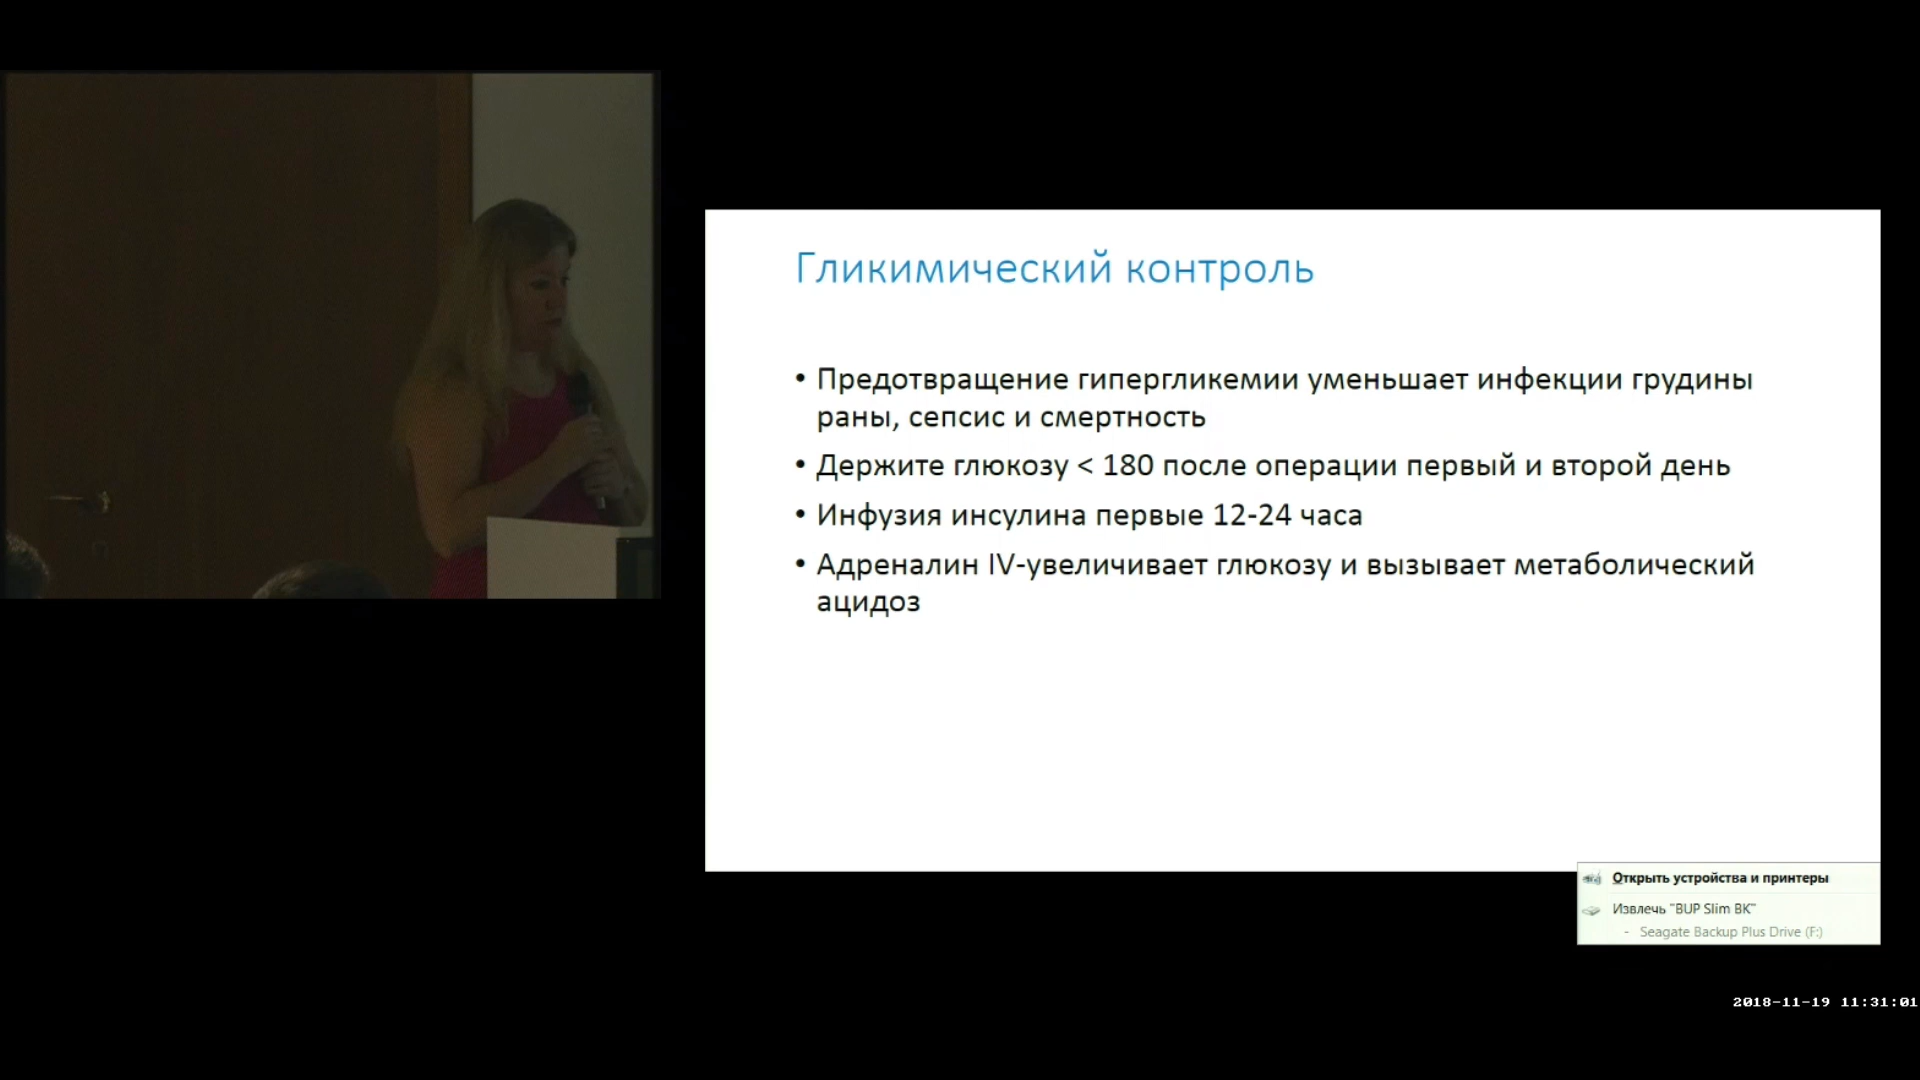 Гликимический контроль
• Предотвращение гипергликемии уменьшает инфекции грудины
раны, сепсис и смертность
• Держите глюкозу < 180 после операции первый и второй день
• Инфузия инсулина первые 12-24 часа
• Адреналин IV-увеличивает глюкозу и вызывает метаболический
ацидоз
Открыть устройства и принтеры
Извлечь "BUP Slim BK"
- Seagate Backup Plus Drive (F:)
2018-11-19 11:31:01